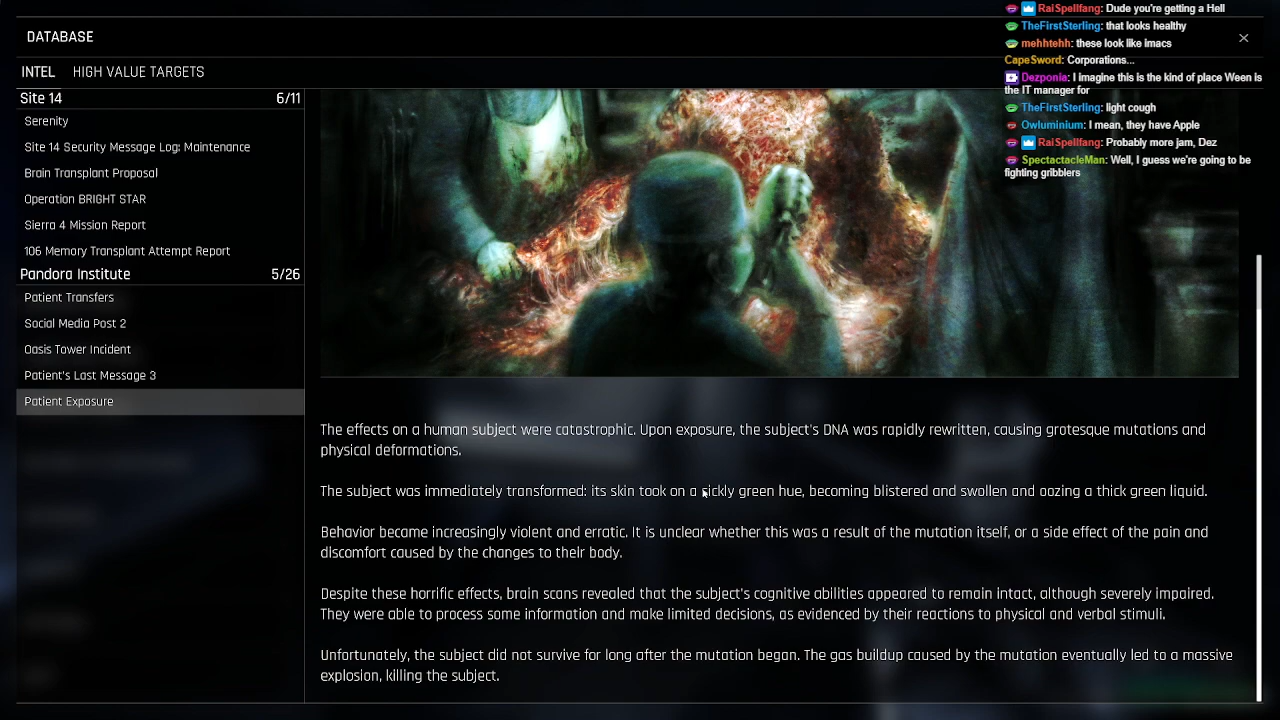 DATABASE
INTEL HIGH VALUE TARGETS
Site 14 6/11
Serenity
Site 14 Security Message Log: Maintenance
Brain Transplant Proposal
Operation BRIGHT STAR
Sierra 4 Mission Report
106 Memory Transplant Attempt Report
Pandora Institute 5/26
Patient Transfers
Social Media Post 2
Oasis Tower Incident
Patient's Last Message 3
Patient Exposure
RaiSpellfang: Dude you're getting a Hell
TheFirstSterling: that looks healthy
mehhtehh: these look like imacs
CapeSword: Corporations...
Dezponia: I imagine this is the kind of place Ween is
the IT manager for
TheFirstSterling: light cough
Owluminium: I mean, they have Apple
RaiSpellfang: Probably more jam, Dez
SpectactacleMan: Well, I guess we're going to be
fighting gribblers
The effects on a human subject were catastrophic. Upon exposure, the subject's DNA was rapidly rewritten, causing grotesque mutations and
physical deformations.
The subject was immediately transformed: its skin took on a sickly green hue, becoming blistered and swollen and oozing a thick green liquid.
Behavior became increasingly violent and erratic. It is unclear whether this was a result of the mutation itself, or a side effect of the pain and
discomfort caused by the changes to their body.
Despite these horrific effects, brain scans revealed that the subject's cognitive abilities appeared to remain intact, although severely impaired.
They were able to process some information and make limited decisions, as evidenced by their reactions to physical and verbal stimuli.
Unfortunately, the subject did not survive for long after the mutation began. The gas buildup caused by the mutation eventually led to a massive
explosion, killing the subject.